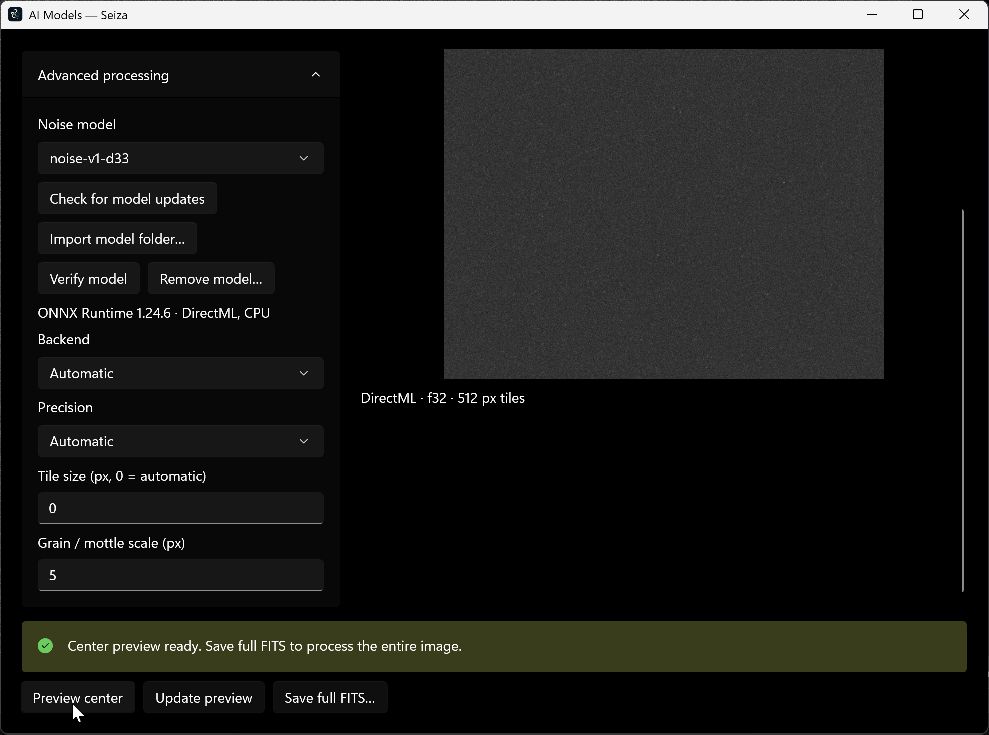 AI Models — Seiza
Advanced processing
Noise model
noise-v1-d33
Check for model updates
Import model folder...
Verify model
Remove model...
ONNX Runtime 1.24.6 · DirectML, CPU
Backend
Automatic
Precision
Automatic
Tile size (px, 0 = automatic)
0
Grain / mottle scale (px)
5
DirectML · f32 · 512 px tiles
Center preview ready. Save full FITS to process the entire image.
Preview center
Update preview
Save full FITS...